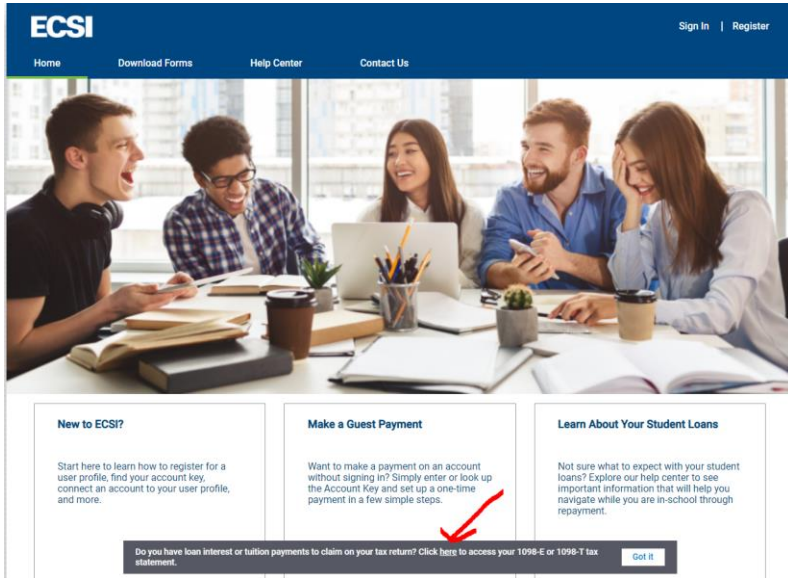 ECSI
Sign In | Register
Home Download Forms Help Center Contact Us
New to ECSI?
Start here to learn how to register for a
user profile, find your account key,
connect an account to your user profile,
and more.
Make a Guest Payment
Want to make a payment on an account
without signing in? Simply enter or look up
the Account Key and set up a one-time
payment in a few simple steps.
Learn About Your Student Loans
Not sure what to expect with your student
loans? Explore our help center to see
important information that will help you
navigate while you are in-school through
repayment.
Do you have loan interest or tuition payments to claim on your tax return? Click here to access your 1098-E or 1098-T tax
statement.
Got it